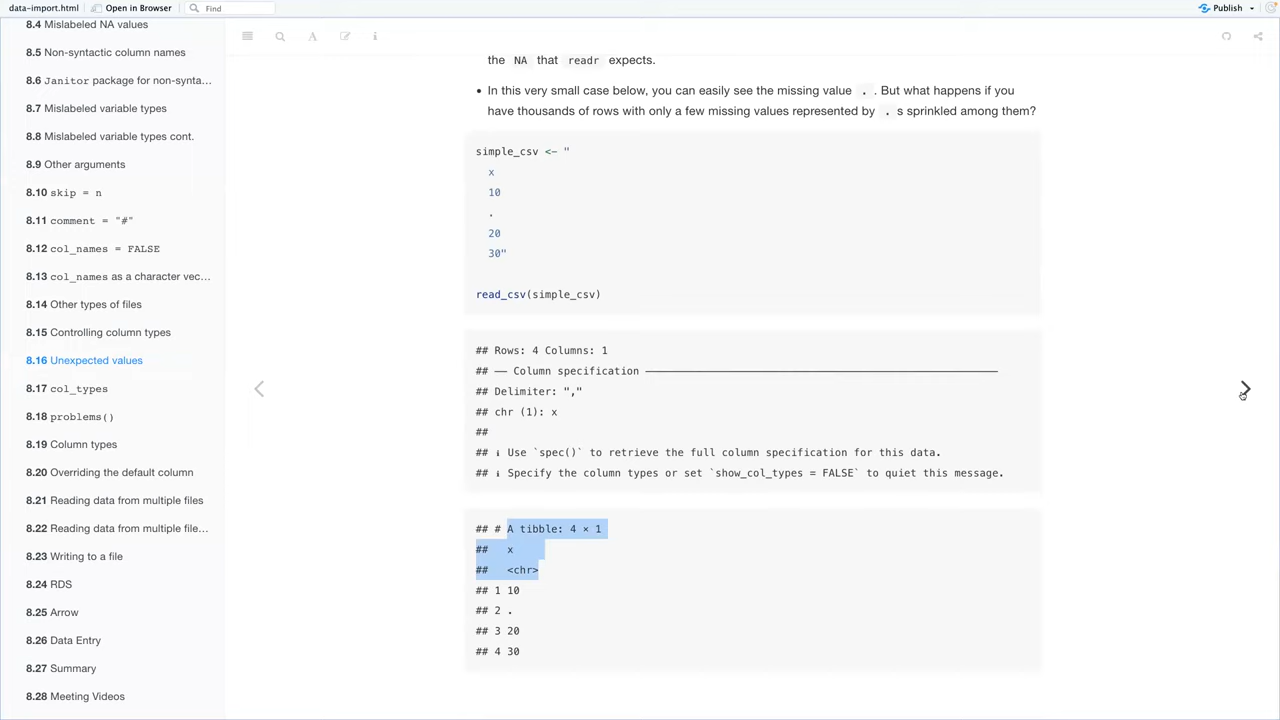 data-import.html
Open in Browser
Find
Publish
8.4 Mislabeled NA values
8.5 Non-syntactic column names
8.6 Janitor package for non-synta…
8.7 Mislabeled variable types
8.8 Mislabeled variable types cont.
8.9 Other arguments
8.10 skip = n
8.11 comment = "#"
8.12 col_names = FALSE
8.13 col_names as a character vec…
8.14 Other types of files
8.15 Controlling column types
8.16 Unexpected values
8.17 col_types
8.18 problems()
8.19 Column types
8.20 Overriding the default column
8.21 Reading data from multiple files
8.22 Reading data from multiple file…
8.23 Writing to a file
8.24 RDS
8.25 Arrow
8.26 Data Entry
8.27 Summary
8.28 Meeting Videos
the NA that readr expects.
• In this very small case below, you can easily see the missing value . . But what happens if you
have thousands of rows with only a few missing values represented by . s sprinkled among them?
simple_csv <- "
x
10
.
20
30"
read_csv(simple_csv)
## Rows: 4 Columns: 1
## ── Column specification ────────────────────────────────────────────────────────
## Delimiter: ","
## chr (1): x
##
## ℹ Use `spec()` to retrieve the full column specification for this data.
## ℹ Specify the column types or set `show_col_types = FALSE` to quiet this message.
## # A tibble: 4 × 1
## x
## <chr>
## 1 10
## 2 .
## 3 20
## 4 30